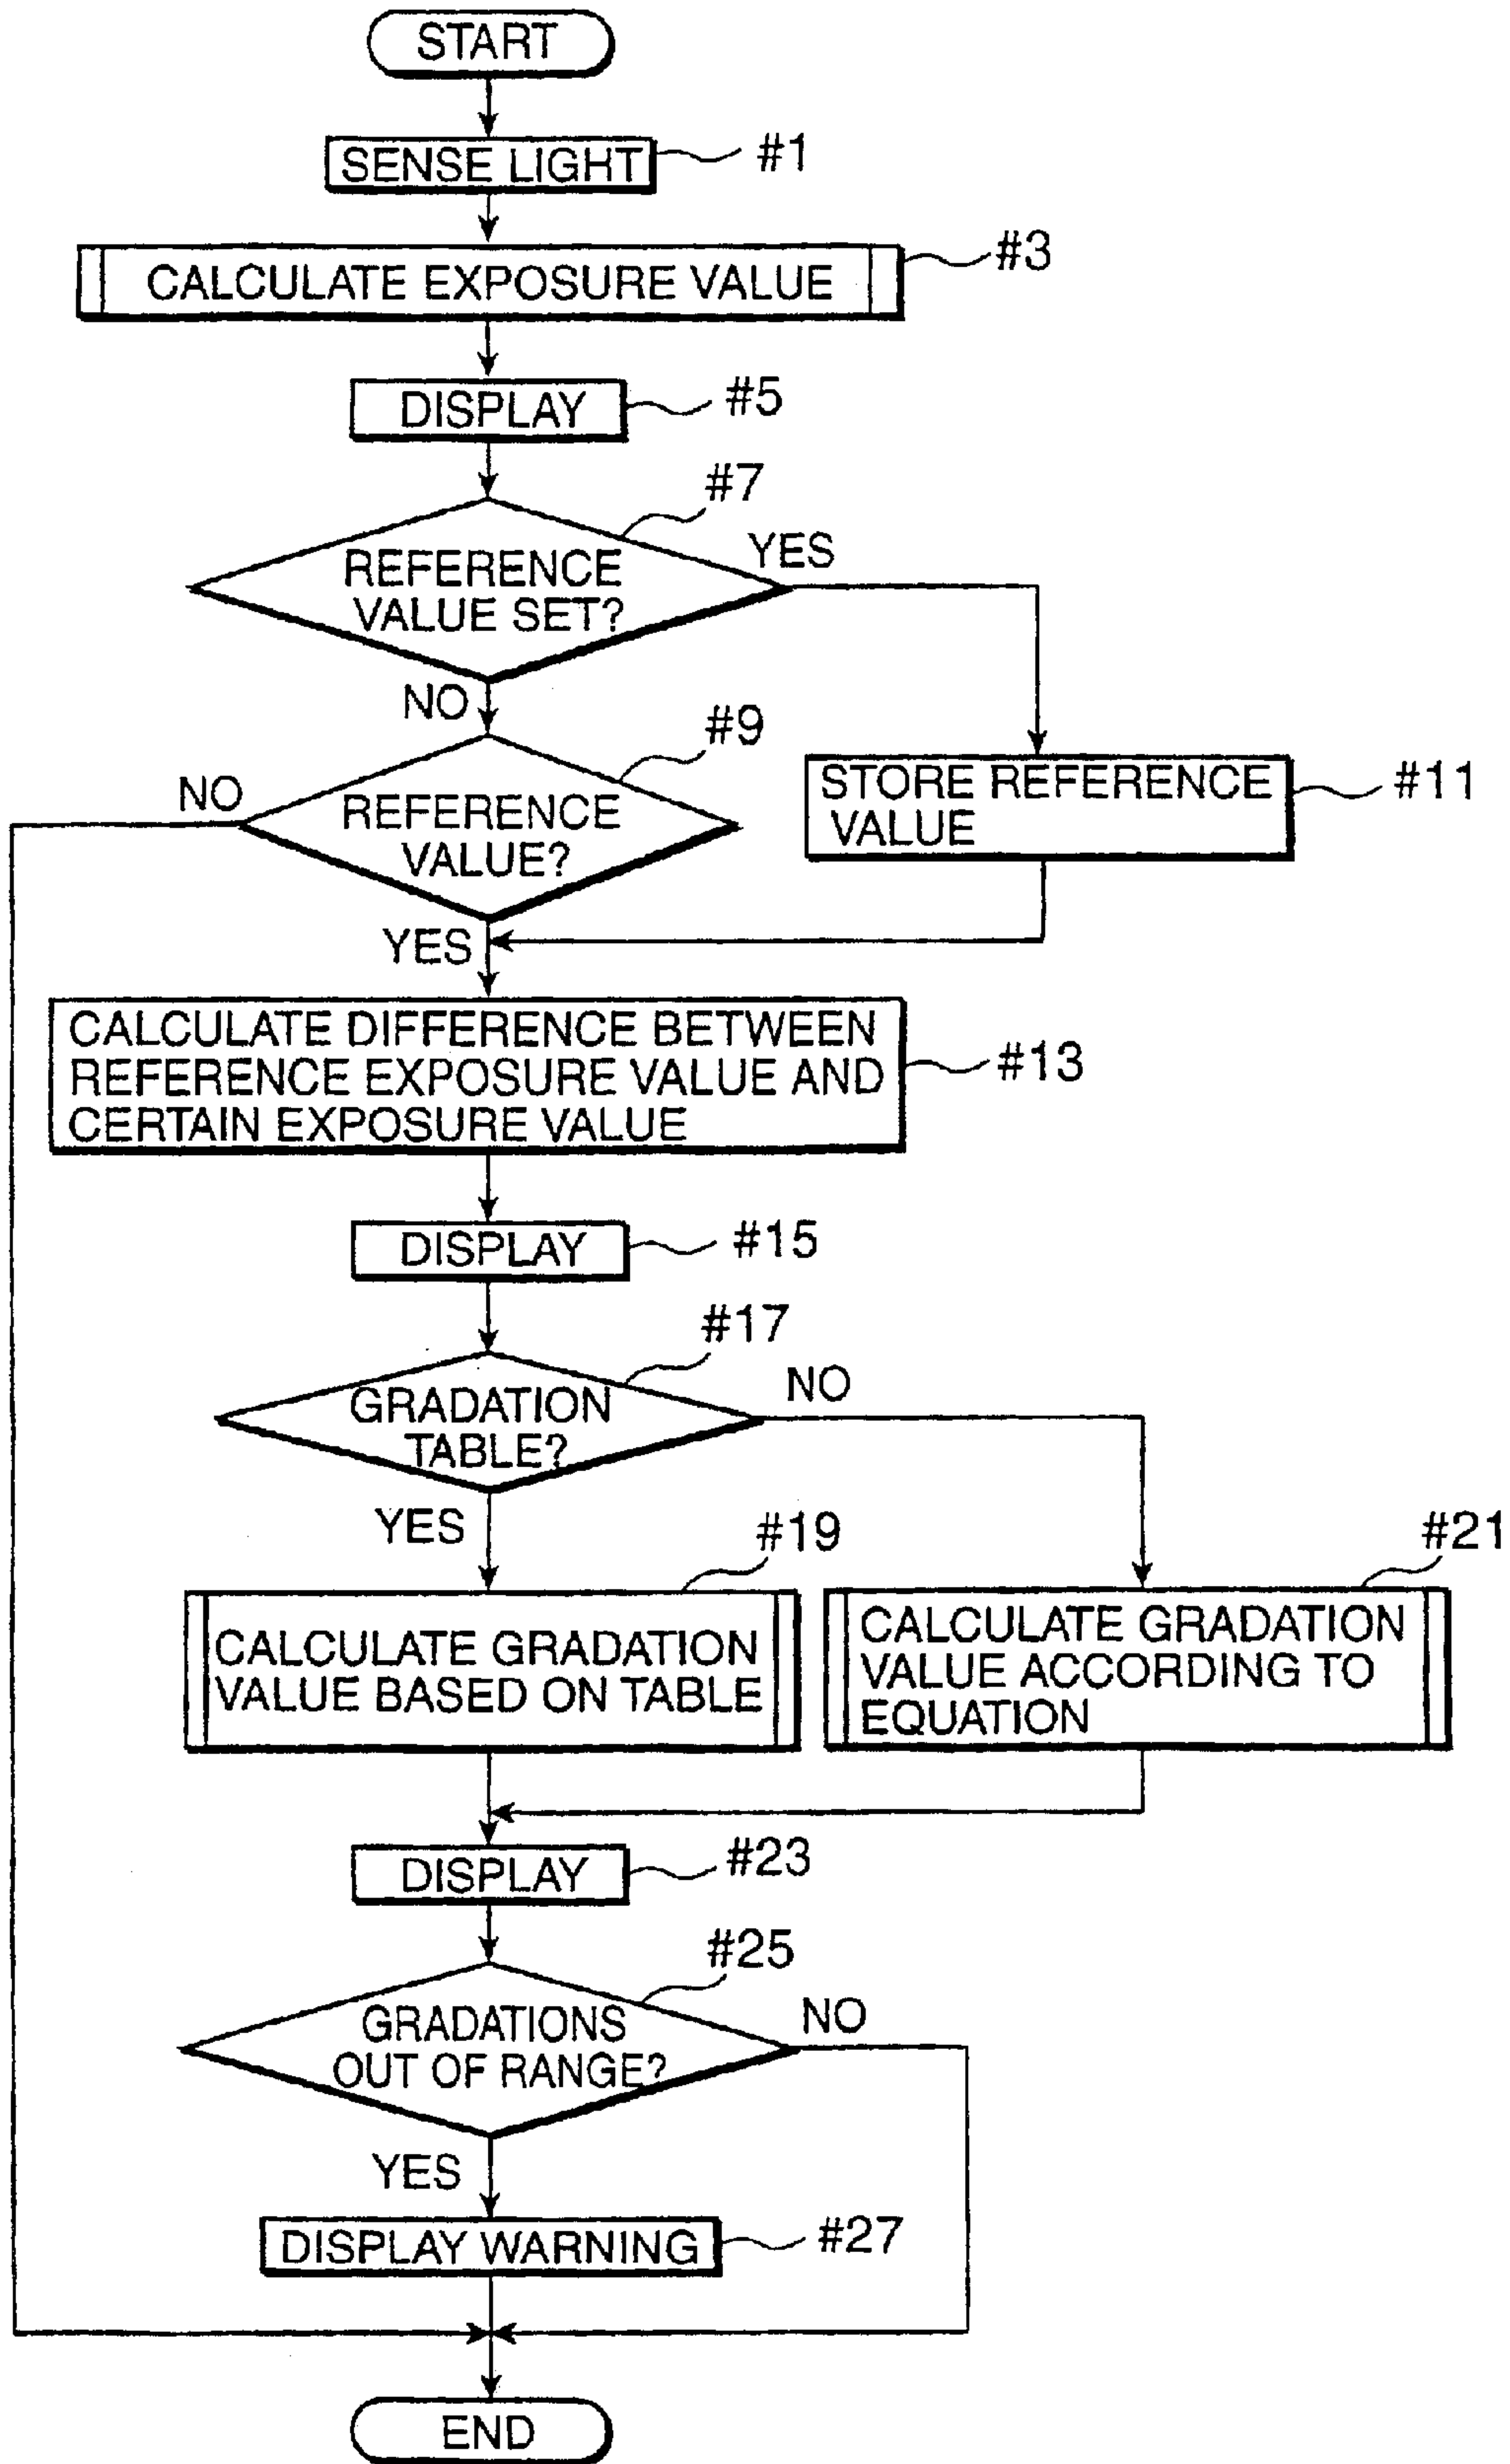 START
SENSE LIGHT
#1
#3
CALCULATE EXPOSURE VALUE
DISPLAY
#5
#7
REFERENCE
VALUE SET?
YES
NO
#9
NO
REFERENCE
VALUE?
STORE REFERENCE
VALUE
#11
YES
CALCULATE DIFFERENCE BETWEEN
REFERENCE EXPOSURE VALUE AND
CERTAIN EXPOSURE VALUE
#13
DISPLAY
#15
#17
GRADATION
TABLE?
NO
YES
#19
#21
CALCULATE GRADATION
VALUE BASED ON TABLE
CALCULATE GRADATION
VALUE ACCORDING TO
EQUATION
DISPLAY
#23
#25
GRADATIONS
OUT OF RANGE?
NO
YES
DISPLAY WARNING
#27
END